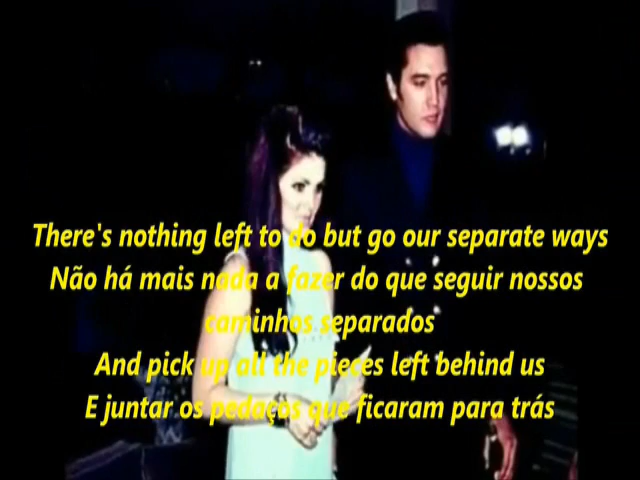 There's nothing left to do but go our separate ways
Não há mais nada a fazer do que seguir nossos
caminhos separados
And pick up all the pieces left behind us
E juntar os pedaços que ficaram para trás